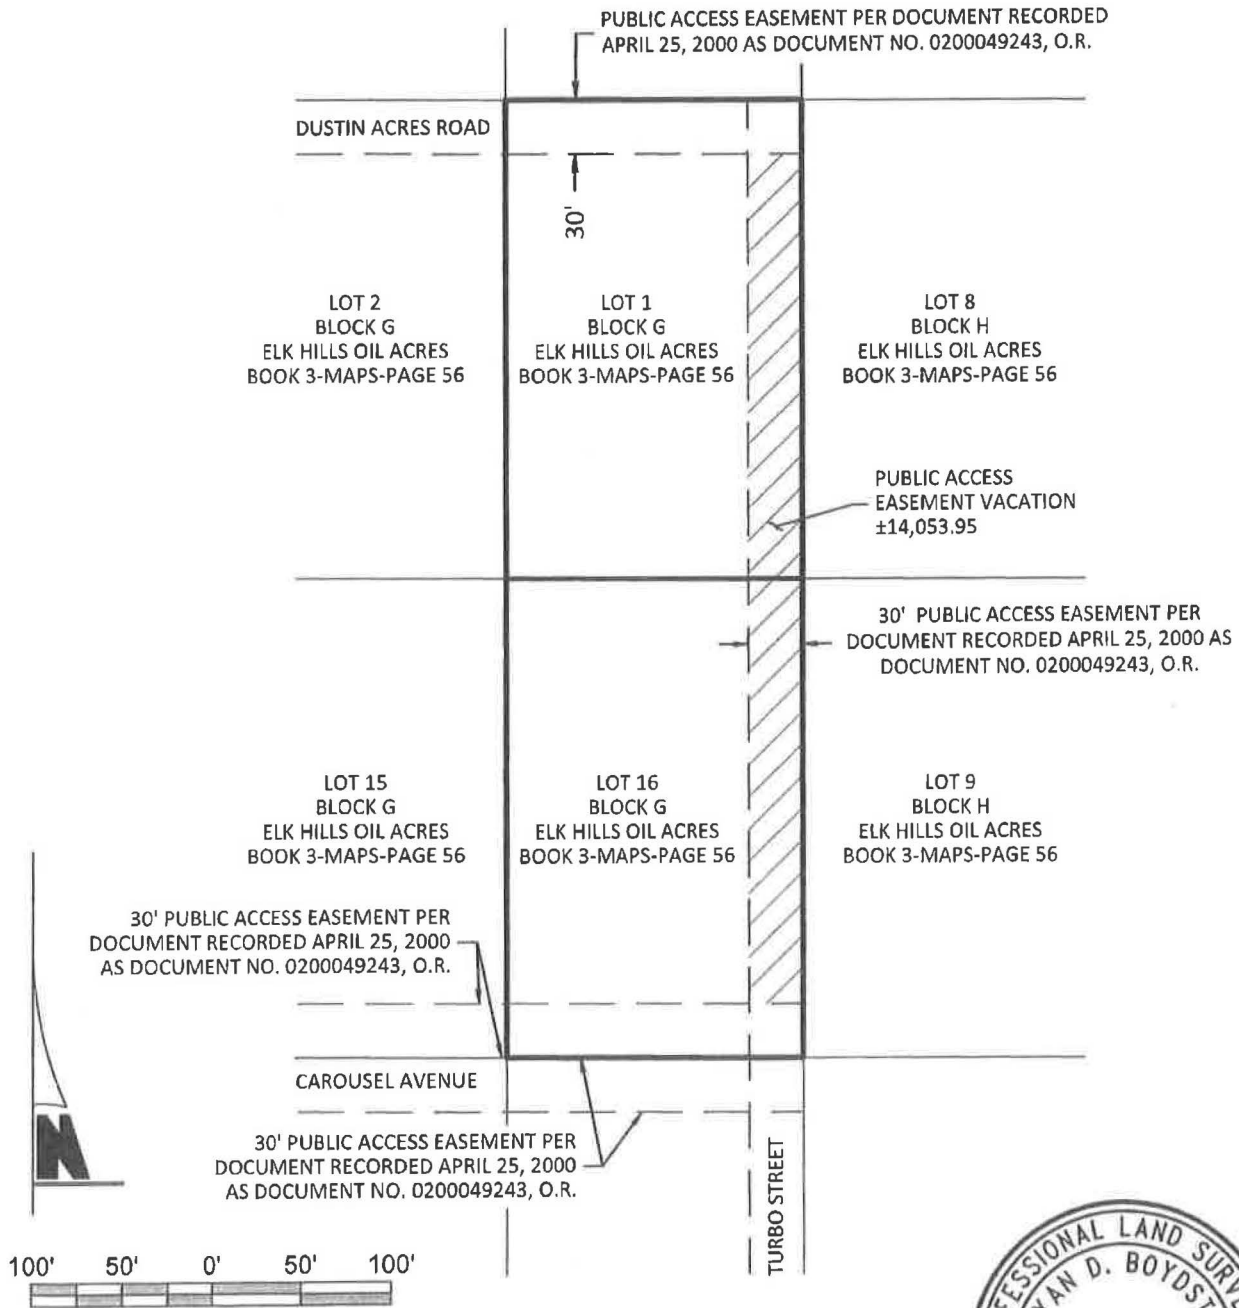 PUBLIC ACCESS EASEMENT PER DOCUMENT RECORDED
APRIL 25, 2000 AS DOCUMENT NO. 0200049243, O.R.
DUSTIN ACRES ROAD
30'
LOT 2
BLOCK G
ELK HILLS OIL ACRES
BOOK 3-MAPS-PAGE 56
LOT 1
BLOCK G
ELK HILLS OIL ACRES
BOOK 3-MAPS-PAGE 56
LOT 8
BLOCK H
ELK HILLS OIL ACRES
BOOK 3-MAPS-PAGE 56
PUBLIC ACCESS
EASEMENT VACATION
±14,053.95
30' PUBLIC ACCESS EASEMENT PER
DOCUMENT RECORDED APRIL 25, 2000 AS
DOCUMENT NO. 0200049243, O.R.
LOT 15
BLOCK G
ELK HILLS OIL ACRES
BOOK 3-MAPS-PAGE 56
LOT 16
BLOCK G
ELK HILLS OIL ACRES
BOOK 3-MAPS-PAGE 56
LOT 9
BLOCK H
ELK HILLS OIL ACRES
BOOK 3-MAPS-PAGE 56
30' PUBLIC ACCESS EASEMENT PER
DOCUMENT RECORDED APRIL 25, 2000
AS DOCUMENT NO. 0200049243, O.R.
CAROUSEL AVENUE
30' PUBLIC ACCESS EASEMENT PER
DOCUMENT RECORDED APRIL 25, 2000
AS DOCUMENT NO. 0200049243, O.R.
TURBO STREET
N
100' 50' 0' 50' 100'
LAND
D.